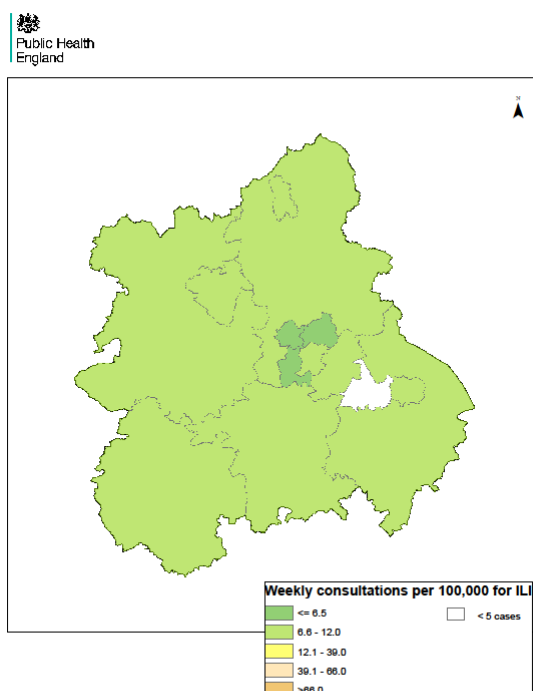 Public Health
England
N
Weekly consultations per 100,000 for ILI
<= 6.5
6.6 - 12.0
12.1 - 39.0
39.1 - 66.0
>66.0
< 5 cases